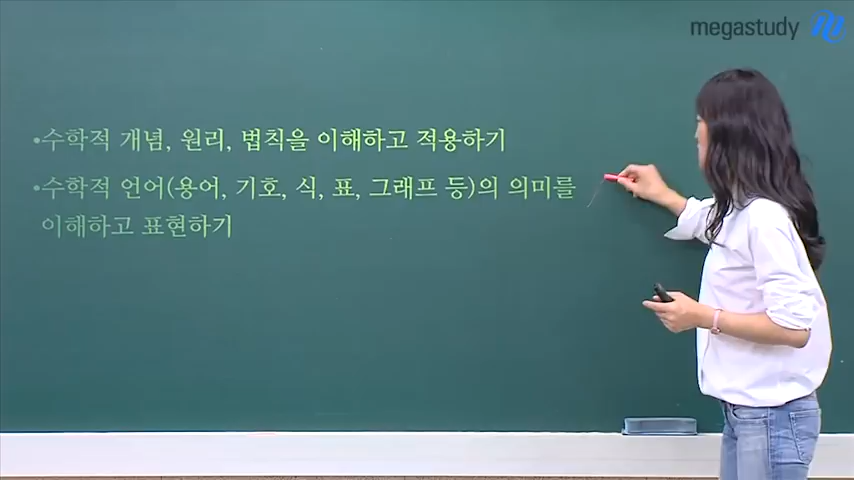 megastudy
•수학적 개념, 원리, 법칙을 이해하고 적용하기
•수학적 언어(용어, 기호, 식, 표, 그래프 등)의 의미를
이해하고 표현하기